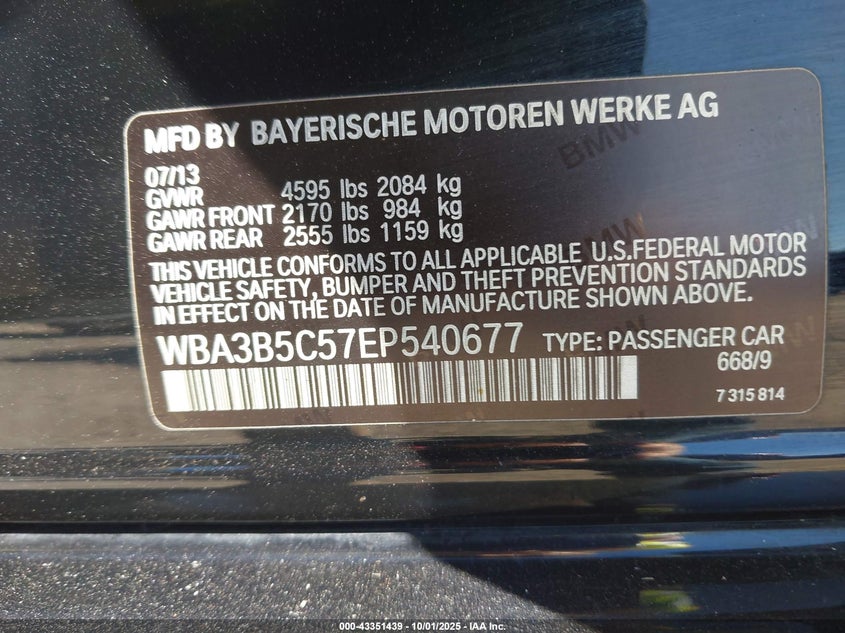 MFD BY BAYERISCHE MOTOREN WERKE AG
07/13
GVWR 4595 lbs 2084 kg
GAWR FRONT 2170 lbs 984 kg
GAWR REAR 2555 lbs 1159 kg
THIS VEHICLE CONFORMS TO ALL APPLICABLE U.S.FEDERAL MOTOR
VEHICLE SAFETY, BUMPER AND THEFT PREVENTION STANDARDS
IN EFFECT ON THE DATE OF MANUFACTURE SHOWN ABOVE.
WBA3B5C57EP540677 TYPE: PASSENGER CAR
668/9
7 315 814
BMW
BMW
000-43351439 - 10/01/2025 - IAA Inc.